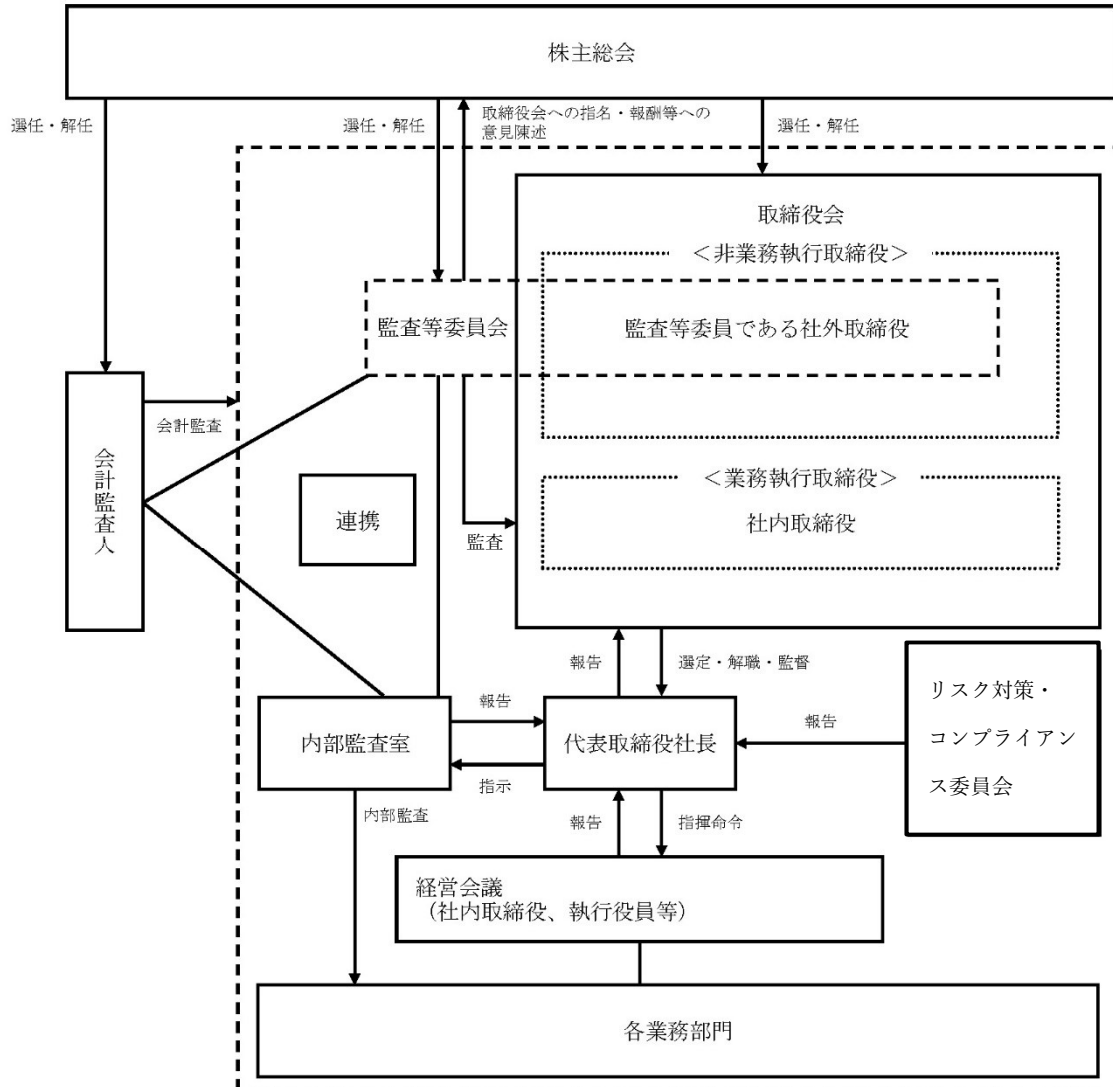 株主総会
選任・解任
選任・解任
取締役会への指名・報酬等への
意見陳述
選任・解任
取締役会
＜非業務執行取締役＞
監査等委員会
監査等委員である社外取締役
会計監査
会計監査人
＜業務執行取締役＞
社内取締役
連携
監査
報告
選定・解職・監督
リスク対策・
コンプライアン
ス委員会
内部監査室
報告
代表取締役社長
報告
指示
内部監査
報告
指揮命令
経営会議
（社内取締役、執行役員等）
各業務部門